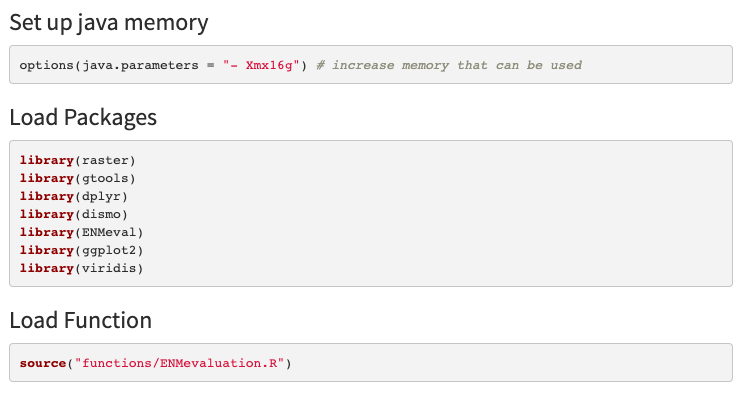 Set up java memory
options(java.parameters = "- Xmx16g") # increase memory that can be used
Load Packages
library(raster)
library(gtools)
library(dplyr)
library(dismo)
library(ENMeval)
library(ggplot2)
library(viridis)
Load Function
source("functions/ENMevaluation.R")